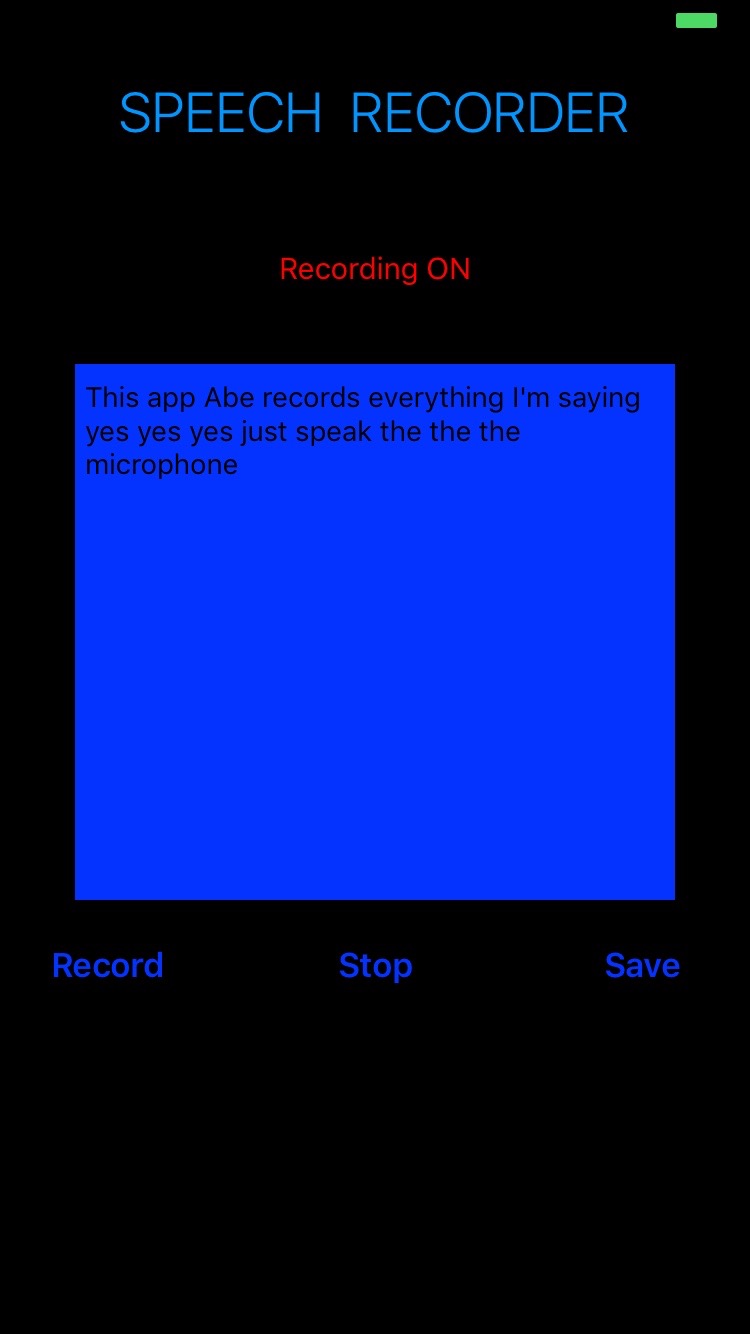 SPEECH RECORDER
Recording ON
This app Abe records everything I'm saying
yes yes yes just speak the the the
microphone
Record Stop Save